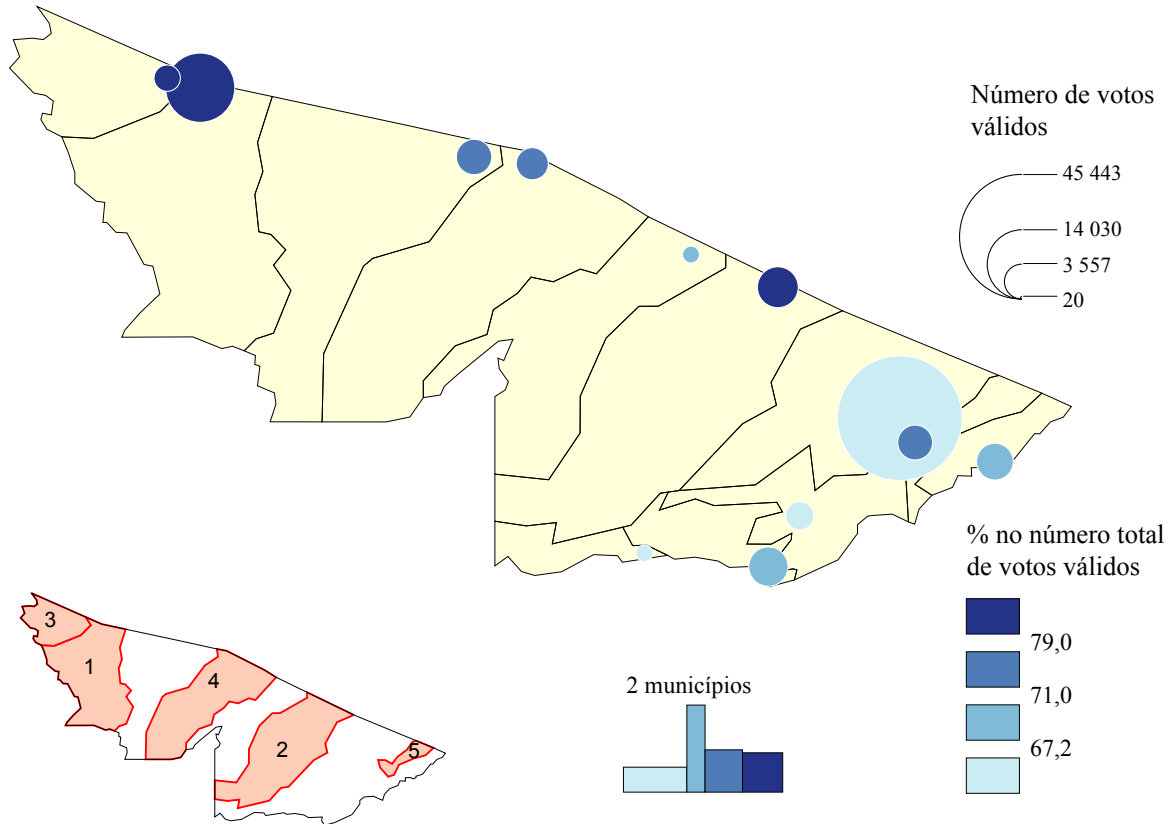 Número de votos
válidos
45 443
14 030
3 557
20
% no número total
de votos válidos
79,0
71,0
67,2
2 municípios
3
1
4
2
5